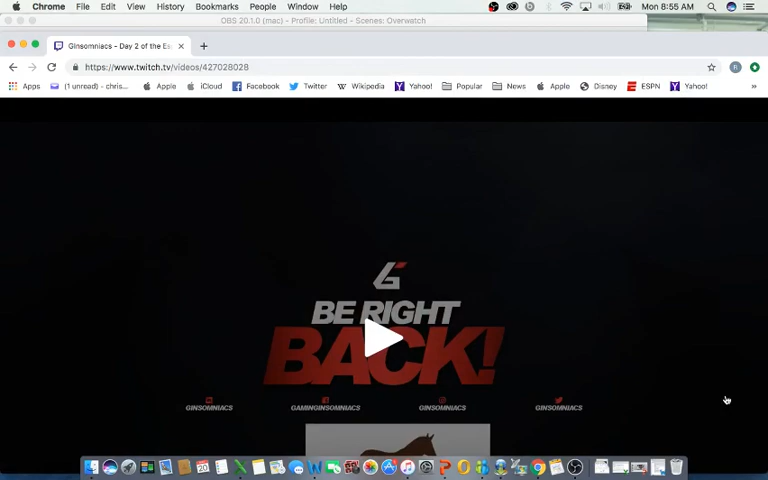 Chrome File Edit View History Bookmarks People Window Help Mon 8:55 AM
OBS 20.1.0 (mac) - Profile: Untitled - Scenes: Overwatch
Ginsomniacs - Day 2 of the Es
https://www.twitch.tv/videos/427028028 R
Apps (1 unread) - chris... Apple iCloud Facebook Twitter W Wikipedia Yahoo! Popular News Apple Disney ESPN Yahoo! »
BE RIGHT
BACK!
GINSOMNIACS GAMINGINSOMNIACS GINSOMNIACS GINSOMNIACS
20